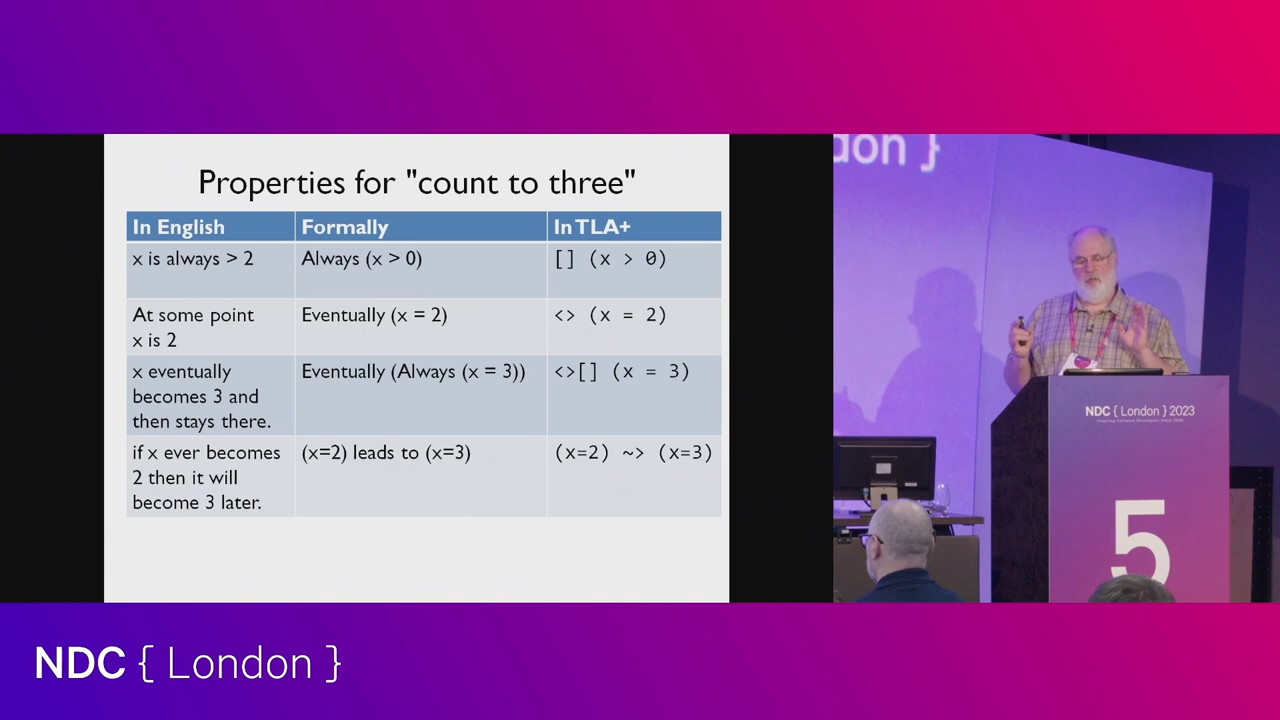 Properties for "count to three"
In English Formally In TLA+
x is always > 2 Always (x > 0) [] (x > 0)
At some point
x is 2
Eventually (x = 2) <> (x = 2)
x eventually
becomes 3 and
then stays there.
Eventually (Always (x = 3)) <>[] (x = 3)
if x ever becomes
2 then it will
become 3 later.
(x=2) leads to (x=3) (x=2) ~> (x=3)
don }
NDC { London } 2023
5
NDC { London }